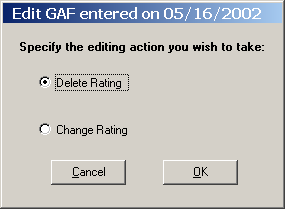 Edit GAF entered on 05/16/2002
Specify the editing action you wish to take:
Delete Rating
Change Rating
Cancel
OK